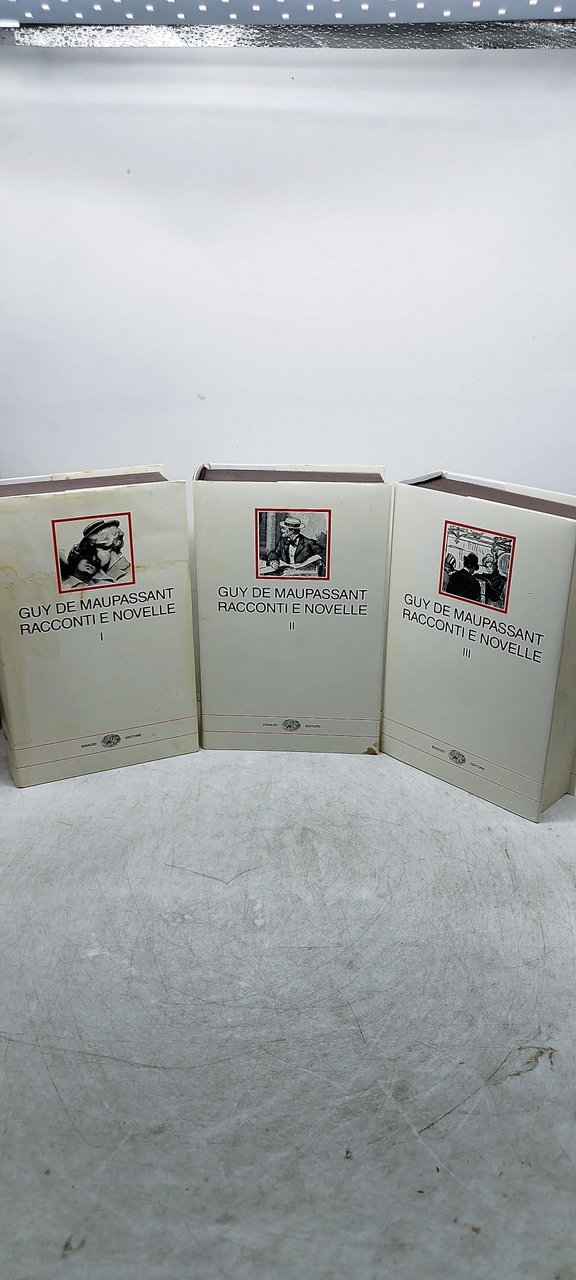 GUY DE MAUPASSANT
RACCONTI E NOVELLE
I
EINAUDI EDITORE
GUY DE MAUPASSANT
RACCONTI E NOVELLE
II
EINAUDI EDITORE
GUY DE MAUPASSANT
RACCONTI E NOVELLE
III
EINAUDI EDITORE